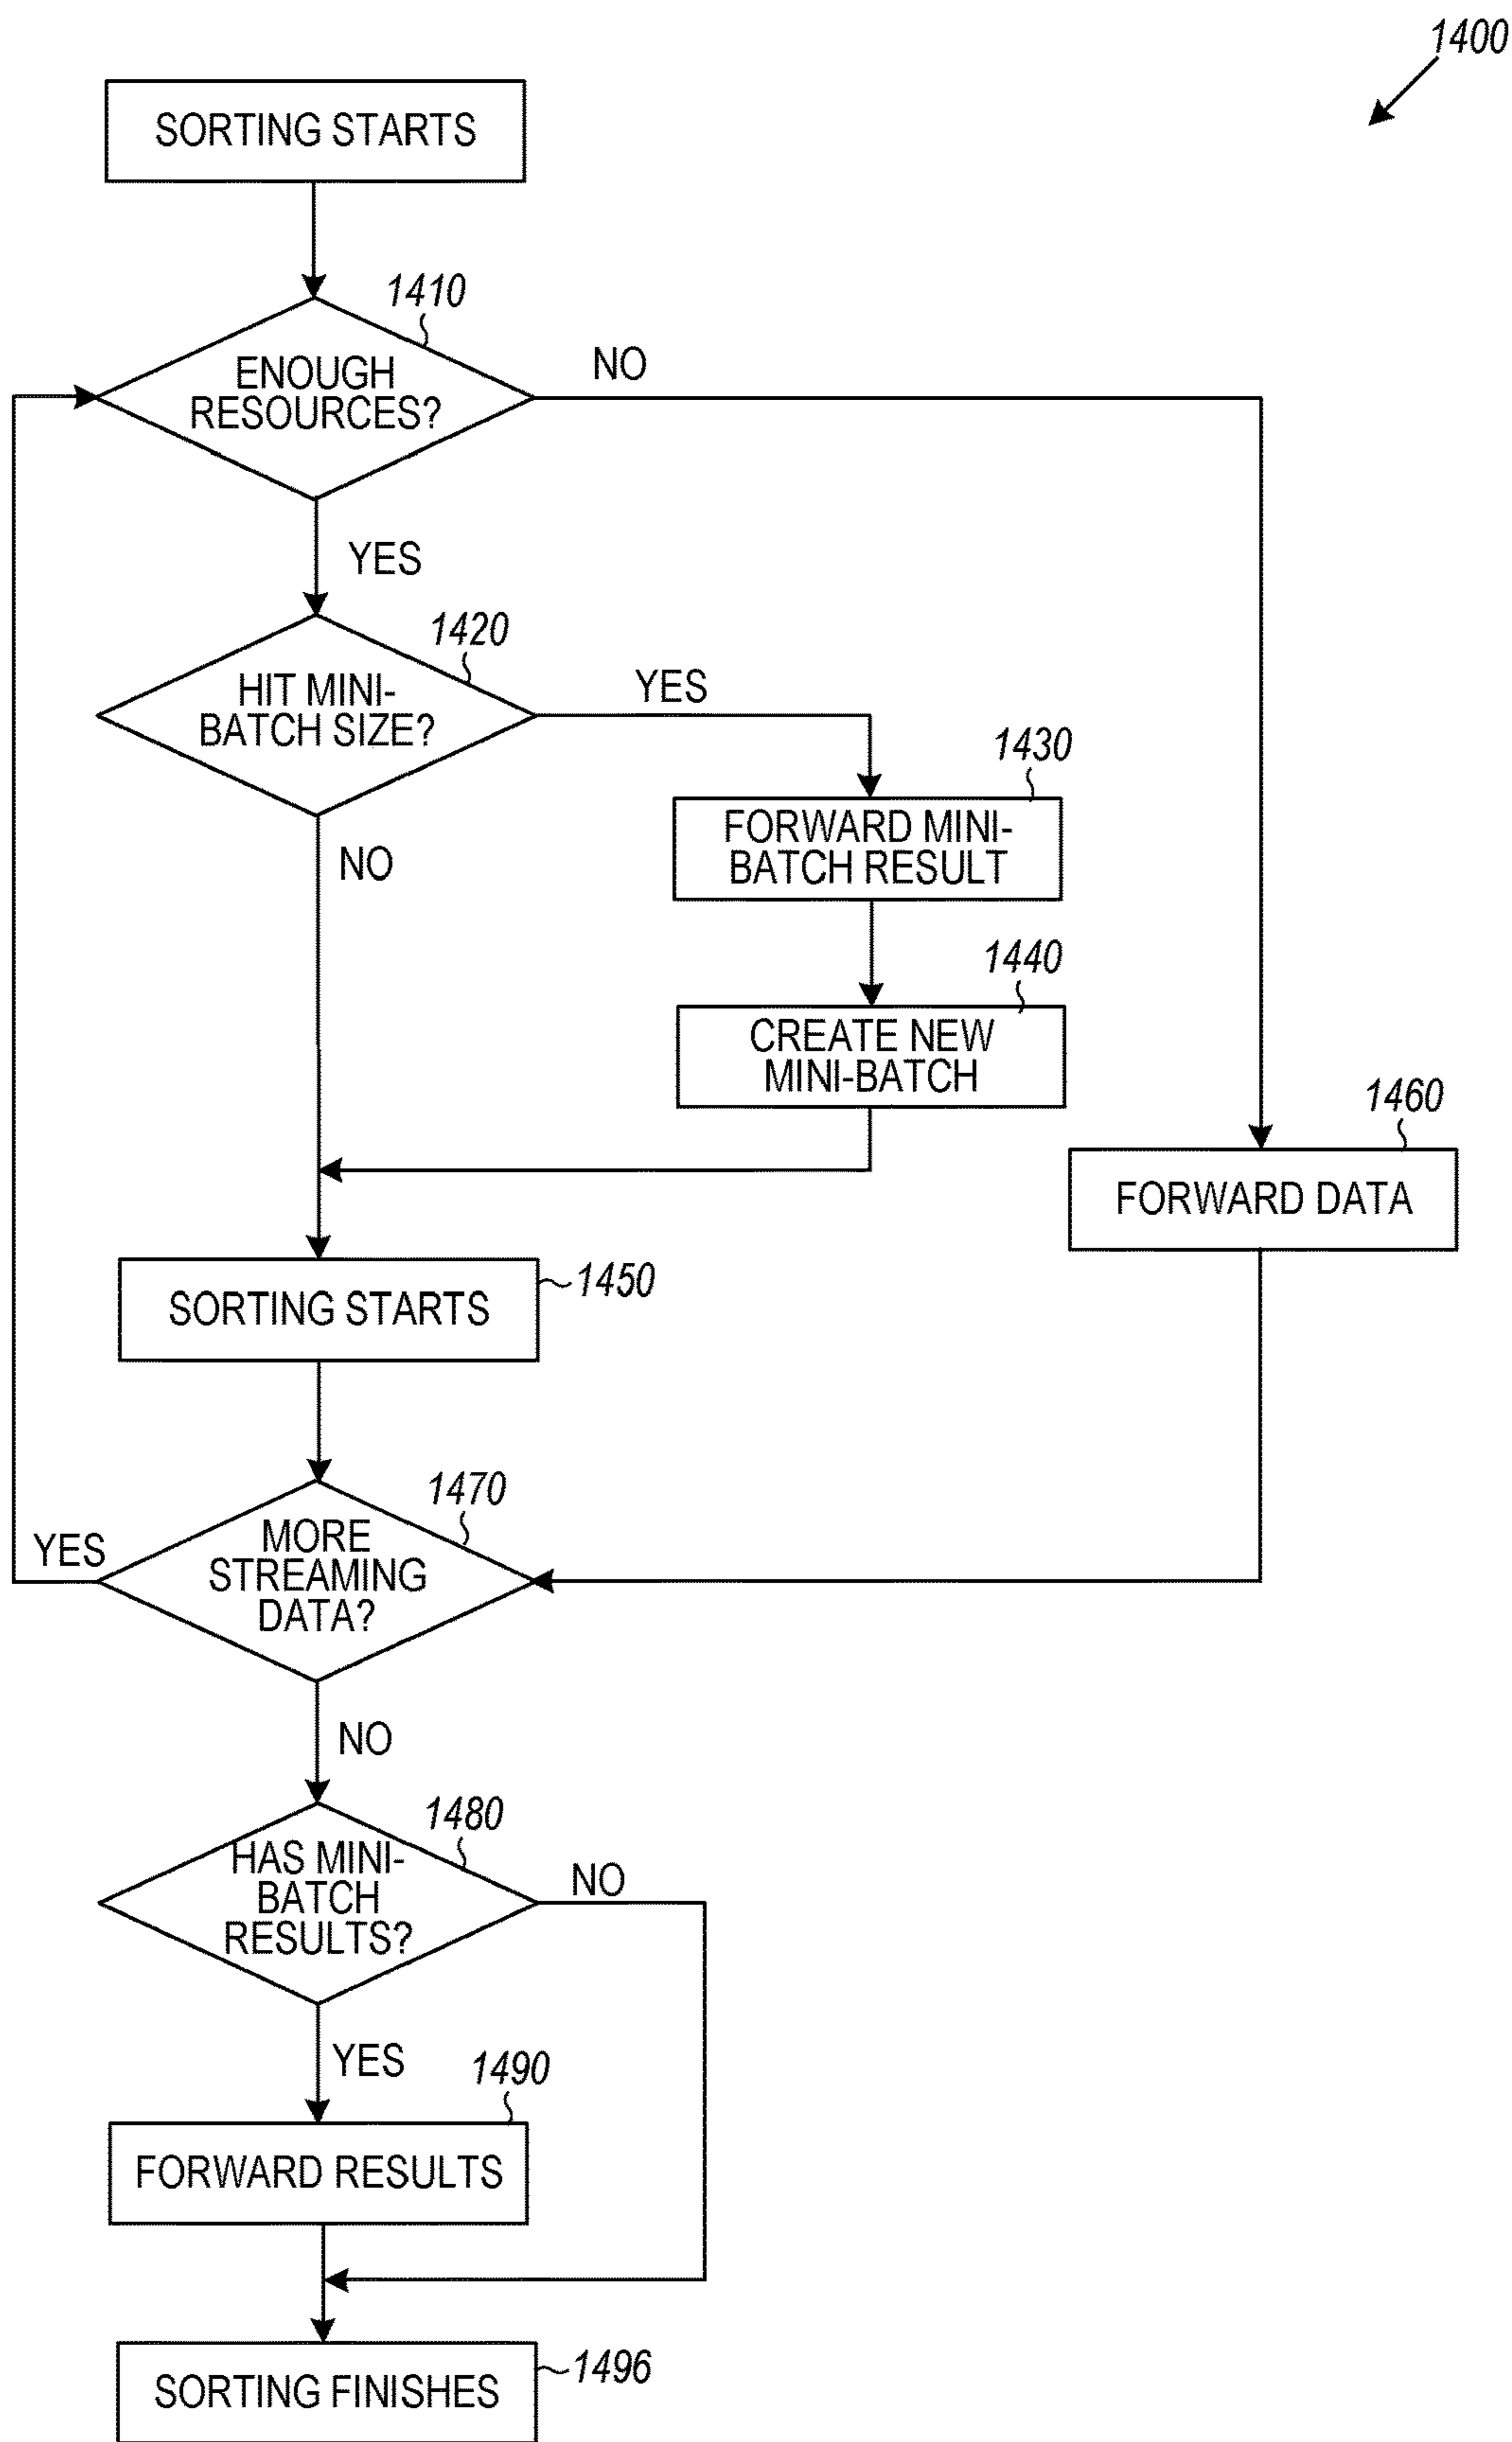 1400
SORTING STARTS
1410
ENOUGH
RESOURCES?
NO
YES
1420
HIT MINI-
BATCH SIZE?
YES
1430
FORWARD MINI-
BATCH RESULT
NO
1440
CREATE NEW
MINI-BATCH
1460
FORWARD DATA
1450
SORTING STARTS
1470
MORE
STREAMING
DATA?
YES
NO
1480
HAS MINI-
BATCH
RESULTS?
NO
YES
1490
FORWARD RESULTS
1496
SORTING FINISHES